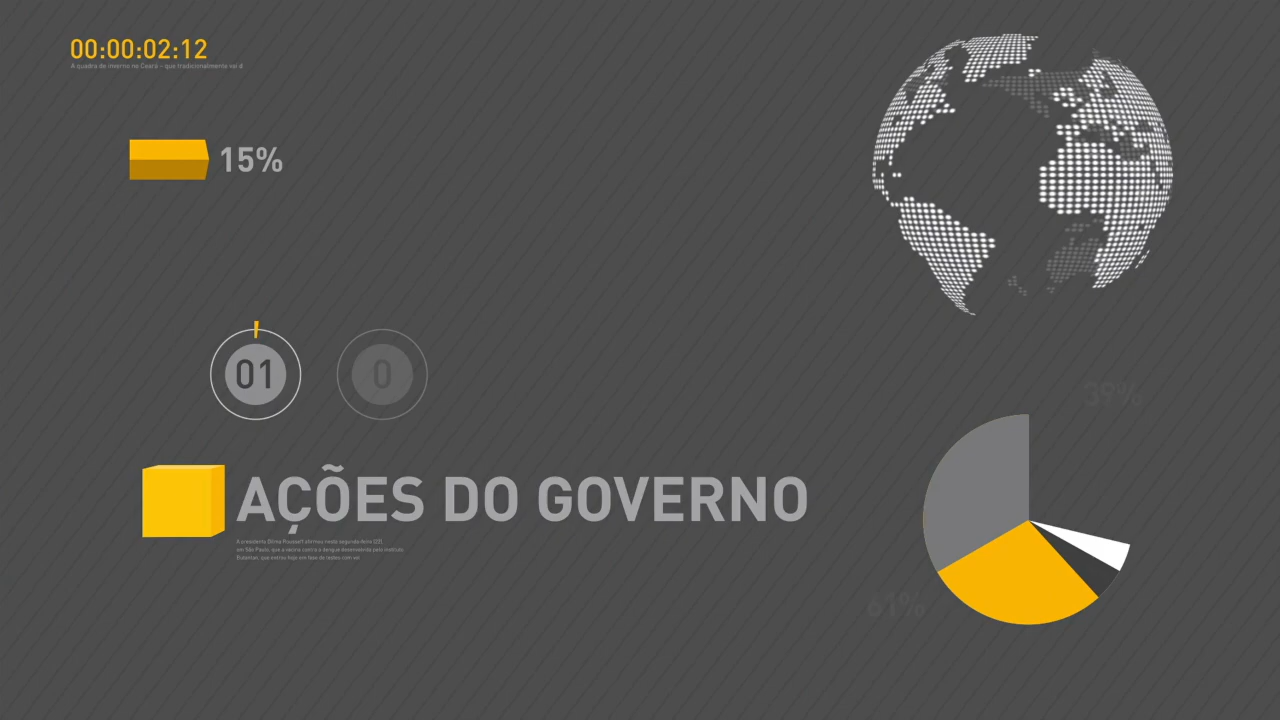 00:00:02:12
A quadra de inverno no Ceara – que tradicionalmente vai d
15%
01
0
39%
AÇÕES DO GOVERNO
A presidenta Dilma Rousseff afirmou nesta segunda-feira (22),
em São Paulo, que a vacina contra a dengue desenvolvida pelo Instituto
Butantan, que entrou hoje em fase de testes com vol
61%